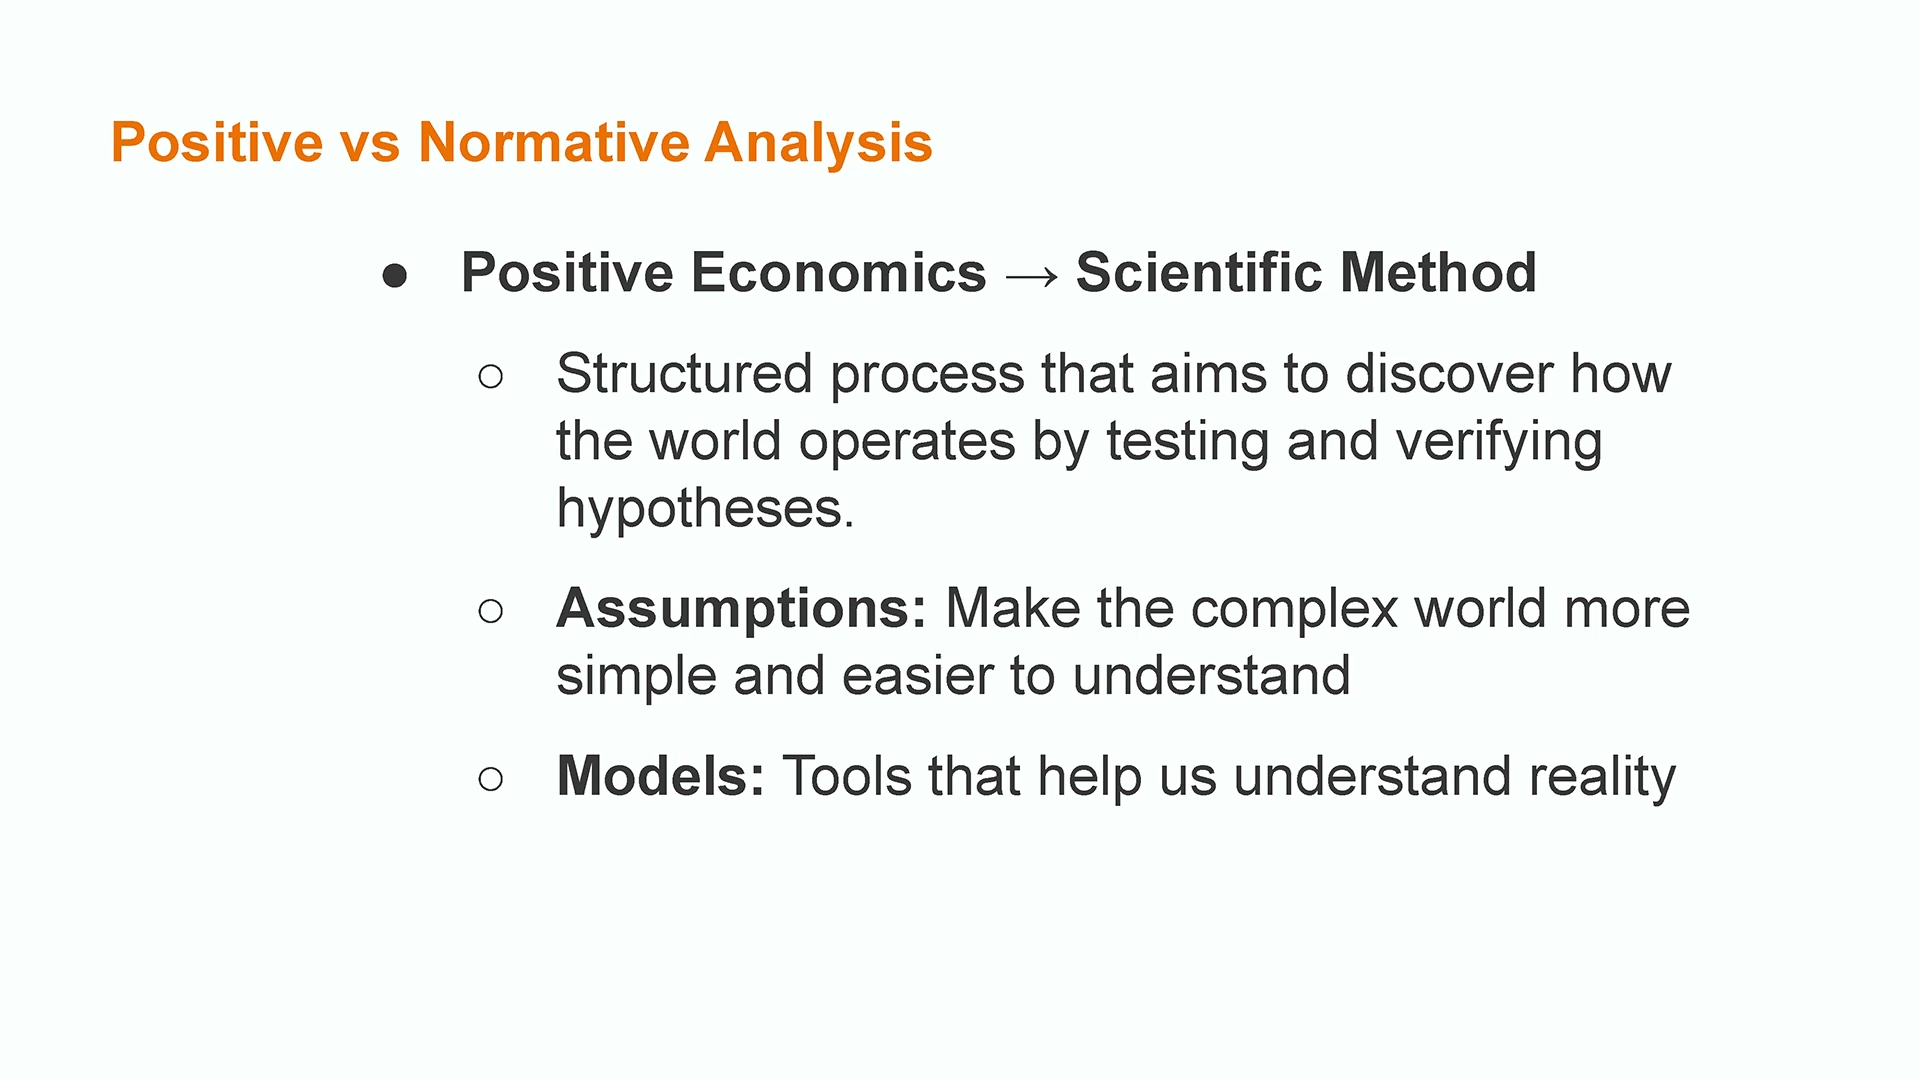 Positive vs Normative Analysis
● Positive Economics → Scientific Method
○ Structured process that aims to discover how
the world operates by testing and verifying
hypotheses.
○ Assumptions: Make the complex world more
simple and easier to understand
○ Models: Tools that help us understand reality